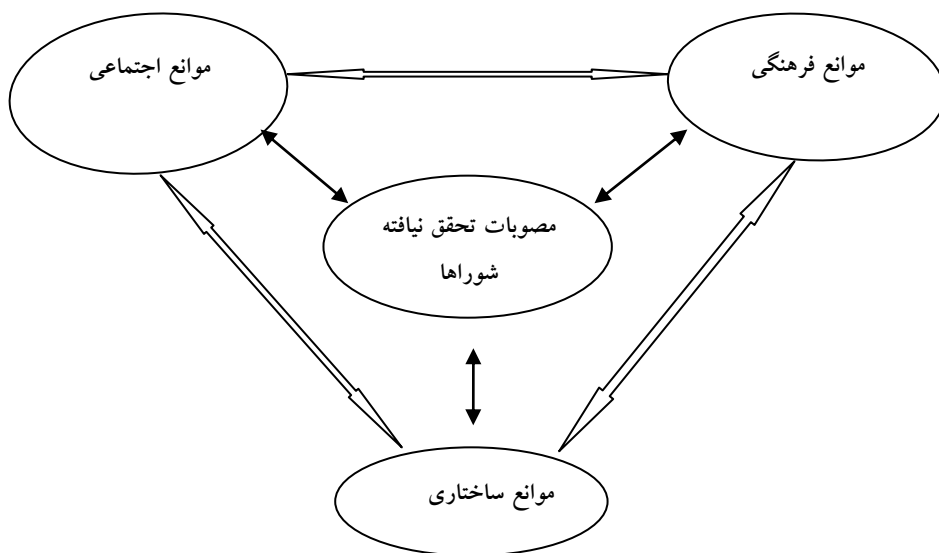 موانع فرهنگی
موانع اجتماعی
مصوبات تحقق نیافته
شوراها
موانع ساختاری